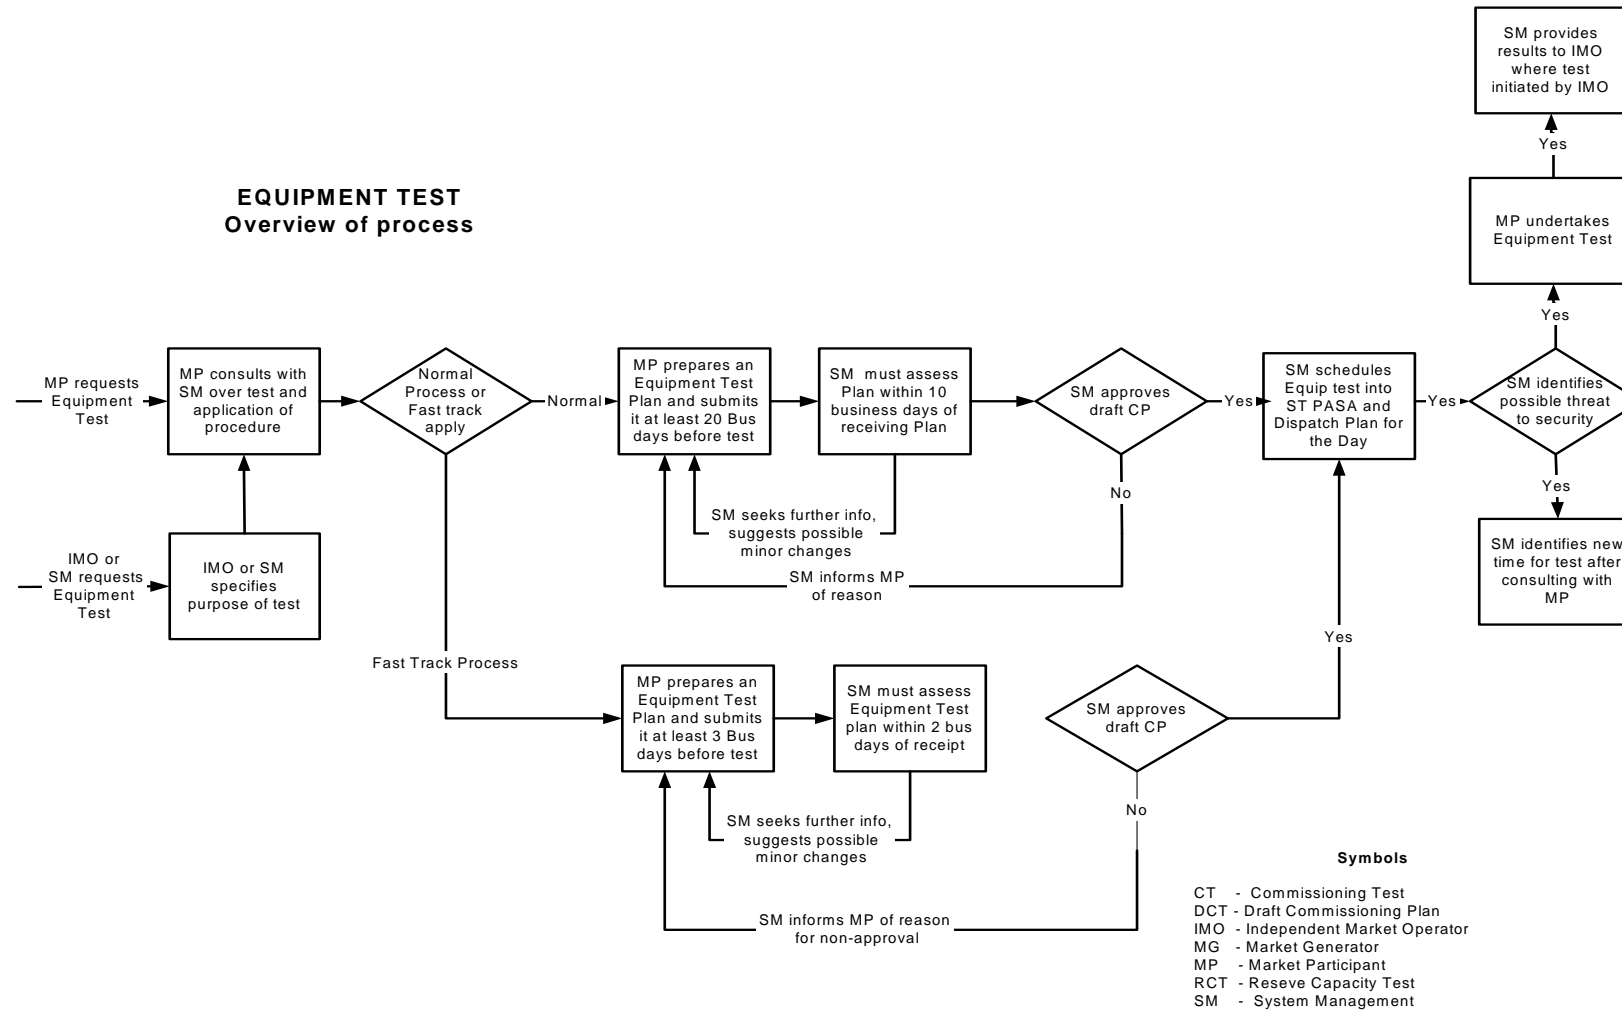 SM provides
results to IMO
where test
initiated by IMO
Yes
MP undertakes
Equipment Test
Yes
EQUIPMENT TEST
Overview of process
MP requests
Equipment
Test
MP consults with
SM over test and
application of
procedure
Normal
Process or
Fast track
apply
Normal
MP prepares an
Equipment Test
Plan and submits
it at least 20 Bus
days before test
SM must assess
Plan within 10
business days of
receiving Plan
SM approves
draft CP
Yes
SM schedules
Equip test into
ST PASA and
Dispatch Plan for
the Day
Yes
SM identifies
possible threat
to security
No
Yes
SM seeks further info,
suggests possible
minor changes
SM informs MP
of reason
IMO or
SM requests
Equipment
Test
IMO or SM
specifies
purpose of test
SM identifies new
time for test after
consulting with
MP
Fast Track Process
MP prepares an
Equipment Test
Plan and submits
it at least 3 Bus
days before test
SM must assess
Equipment Test
plan within 2 bus
days of receipt
SM approves
draft CP
Yes
No
SM seeks further info,
suggests possible
minor changes
SM informs MP of reason
for non-approval
Symbols
CT - Commissioning Test
DCT - Draft Commissioning Plan
IMO - Independent Market Operator
MG - Market Generator
MP - Market Participant
RCT - Reseve Capacity Test
SM - System Management